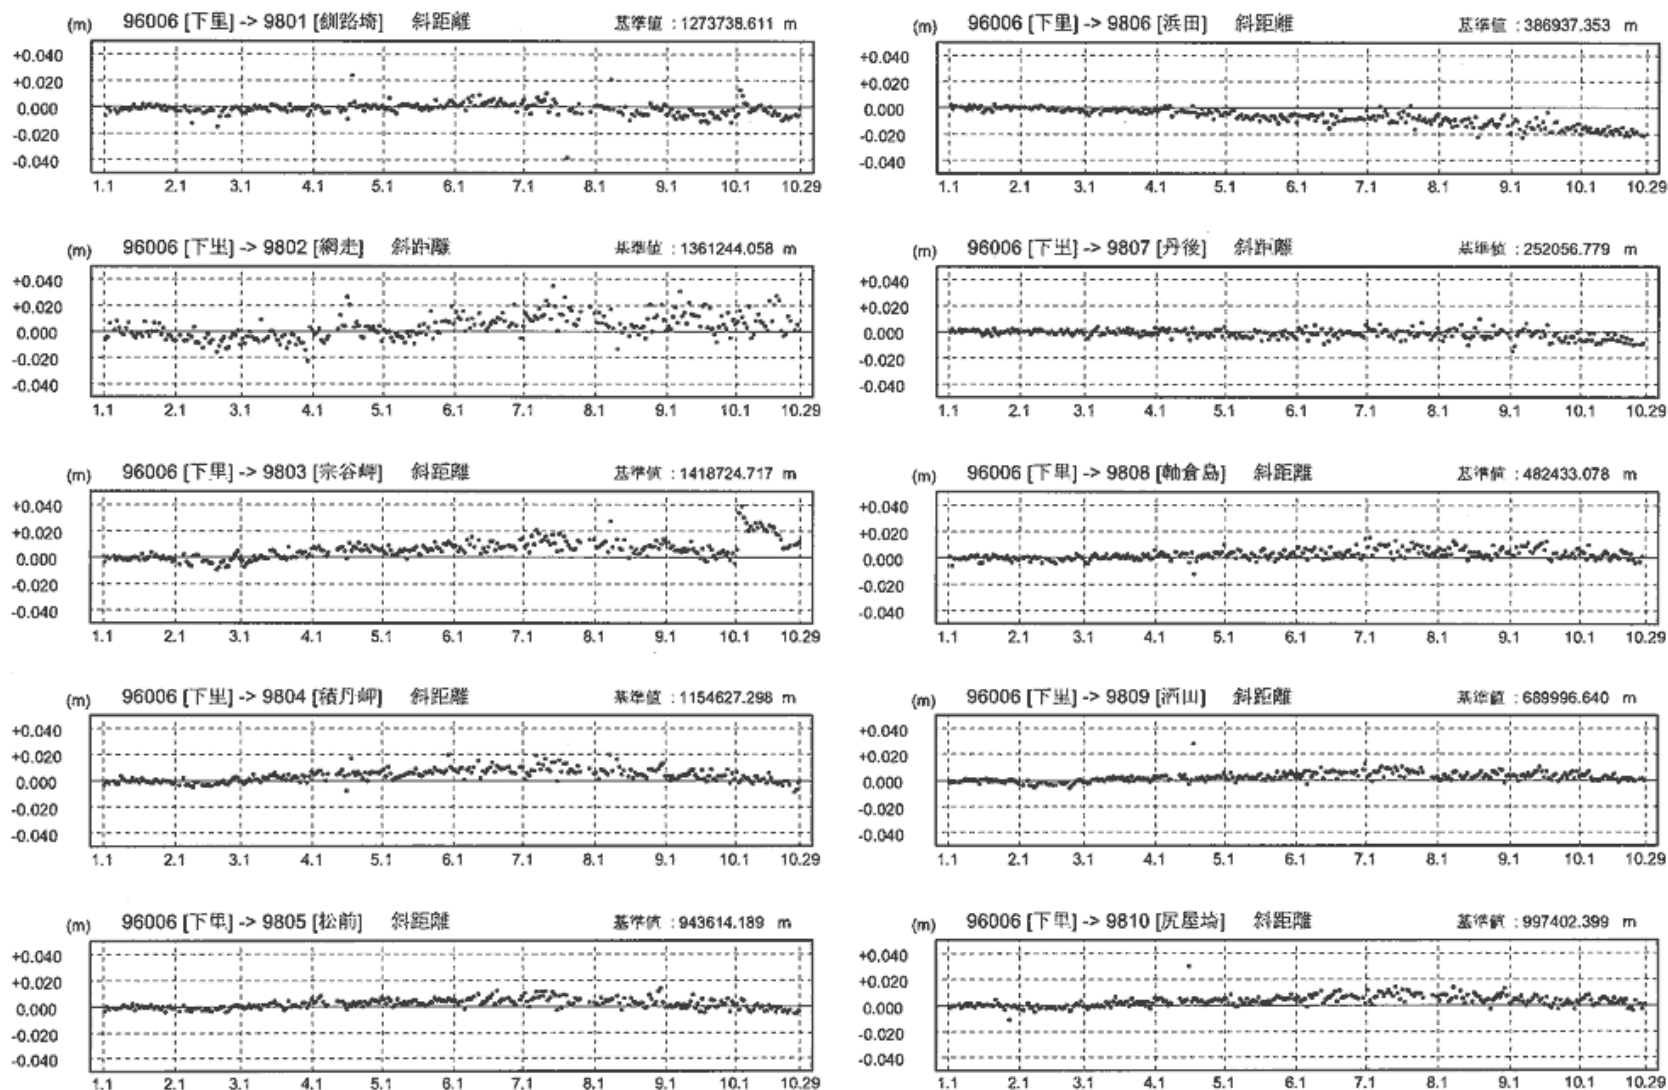 (m) 96006 [下里] -> 9801 [釧路埼] 斜距離 基準値 : 1273738.611 m
+0.040
+0.020
0.000
-0.020
-0.040
1.1 2.1 3.1 4.1 5.1 6.1 7.1 8.1 9.1 10.1 10.29
(m) 96006 [下里] -> 9802 [網走] 斜距離 基準値 : 1361244.058 m
+0.040
+0.020
0.000
-0.020
-0.040
1.1 2.1 3.1 4.1 5.1 6.1 7.1 8.1 9.1 10.1 10.29
(m) 96006 [下里] -> 9803 [宗谷岬] 斜距離 基準値 : 1418724.717 m
+0.040
+0.020
0.000
-0.020
-0.040
1.1 2.1 3.1 4.1 5.1 6.1 7.1 8.1 9.1 10.1 10.29
(m) 96006 [下里] -> 9804 [積丹岬] 斜距離 基準値 : 1154627.298 m
+0.040
+0.020
0.000
-0.020
-0.040
1.1 2.1 3.1 4.1 5.1 6.1 7.1 8.1 9.1 10.1 10.29
(m) 96006 [下里] -> 9805 [松前] 斜距離 基準値 : 943614.189 m
+0.040
+0.020
0.000
-0.020
-0.040
1.1 2.1 3.1 4.1 5.1 6.1 7.1 8.1 9.1 10.1 10.29
(m) 96006 [下里] -> 9806 [浜田] 斜距離 基準値 : 386937.353 m
+0.040
+0.020
0.000
-0.020
-0.040
1.1 2.1 3.1 4.1 5.1 6.1 7.1 8.1 9.1 10.1 10.29
(m) 96006 [下里] -> 9807 [丹後] 斜距離 基準値 : 252056.779 m
+0.040
+0.020
0.000
-0.020
-0.040
1.1 2.1 3.1 4.1 5.1 6.1 7.1 8.1 9.1 10.1 10.29
(m) 96006 [下里] -> 9808 [舳倉島] 斜距離 基準値 : 482433.078 m
+0.040
+0.020
0.000
-0.020
-0.040
1.1 2.1 3.1 4.1 5.1 6.1 7.1 8.1 9.1 10.1 10.29
(m) 96006 [下里] -> 9809 [酒田] 斜距離 基準値 : 689996.640 m
+0.040
+0.020
0.000
-0.020
-0.040
1.1 2.1 3.1 4.1 5.1 6.1 7.1 8.1 9.1 10.1 10.29
(m) 96006 [下里] -> 9810 [尻屋埼] 斜距離 基準値 : 997402.399 m
+0.040
+0.020
0.000
-0.020
-0.040
1.1 2.1 3.1 4.1 5.1 6.1 7.1 8.1 9.1 10.1 10.29